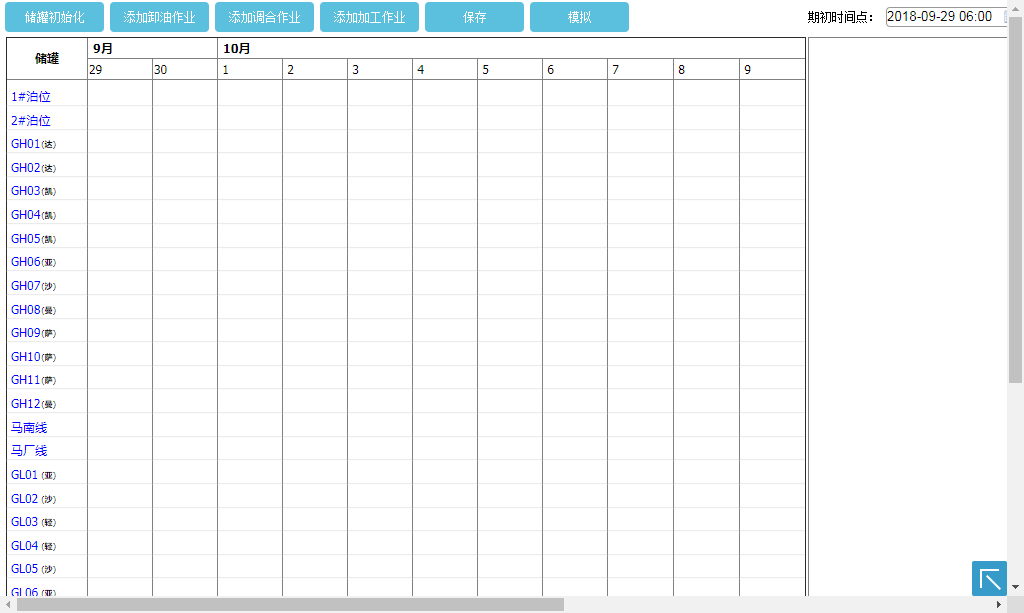 储罐初始化 添加卸油作业 添加调合作业 添加加工作业 保存 模拟 期初时间点： 2018-09-29 06:00
储罐 9月 10月
29 30 1 2 3 4 5 6 7 8 9
1#泊位
2#泊位
GH01(达)
GH02(达)
GH03(凯)
GH04(凯)
GH05(凯)
GH06(亚)
GH07(沙)
GH08(曼)
GH09(萨)
GH10(萨)
GH11(萨)
GH12(曼)
马南线
马厂线
GL01 (亚)
GL02 (沙)
GL03 (轻)
GL04 (轻)
GL05 (沙)
GL06 (亚)